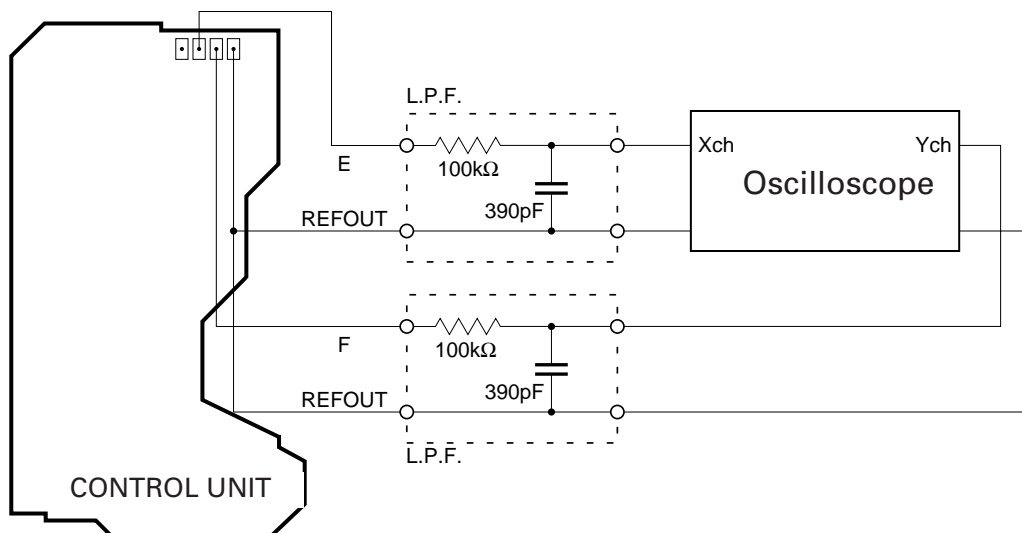 L.P.F.
Xch
Ych
E
100kΩ
Oscilloscope
390pF
REFOUT
F
100kΩ
390pF
REFOUT
L.P.F.
CONTROL UNIT